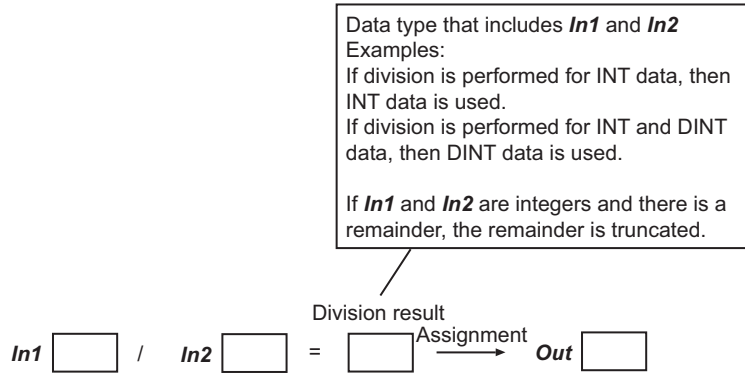 Data type that includes In1 and In2
Examples:
If division is performed for INT data, then
INT data is used.
If division is performed for INT and DINT
data, then DINT data is used.
If In1 and In2 are integers and there is a
remainder, the remainder is truncated.
Division result
In1 / In2 = Assignment Out